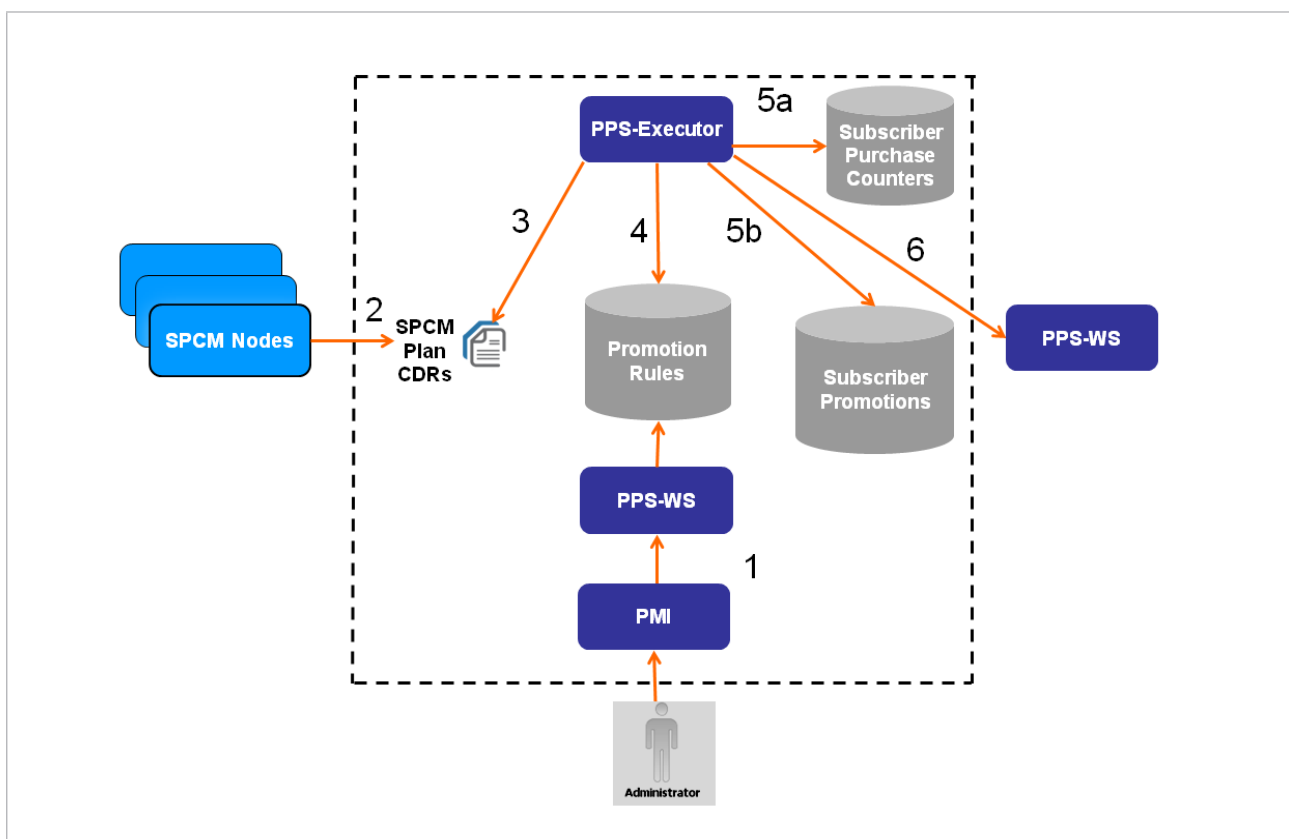 5a
PPS-Executor
Subscriber
Purchase
Counters
3
4
5b
6
2
SPCM Nodes
SPCM
Plan
CDRs
Promotion
Rules
Subscriber
Promotions
PPS-WS
PPS-WS
1
PMI
Administrator